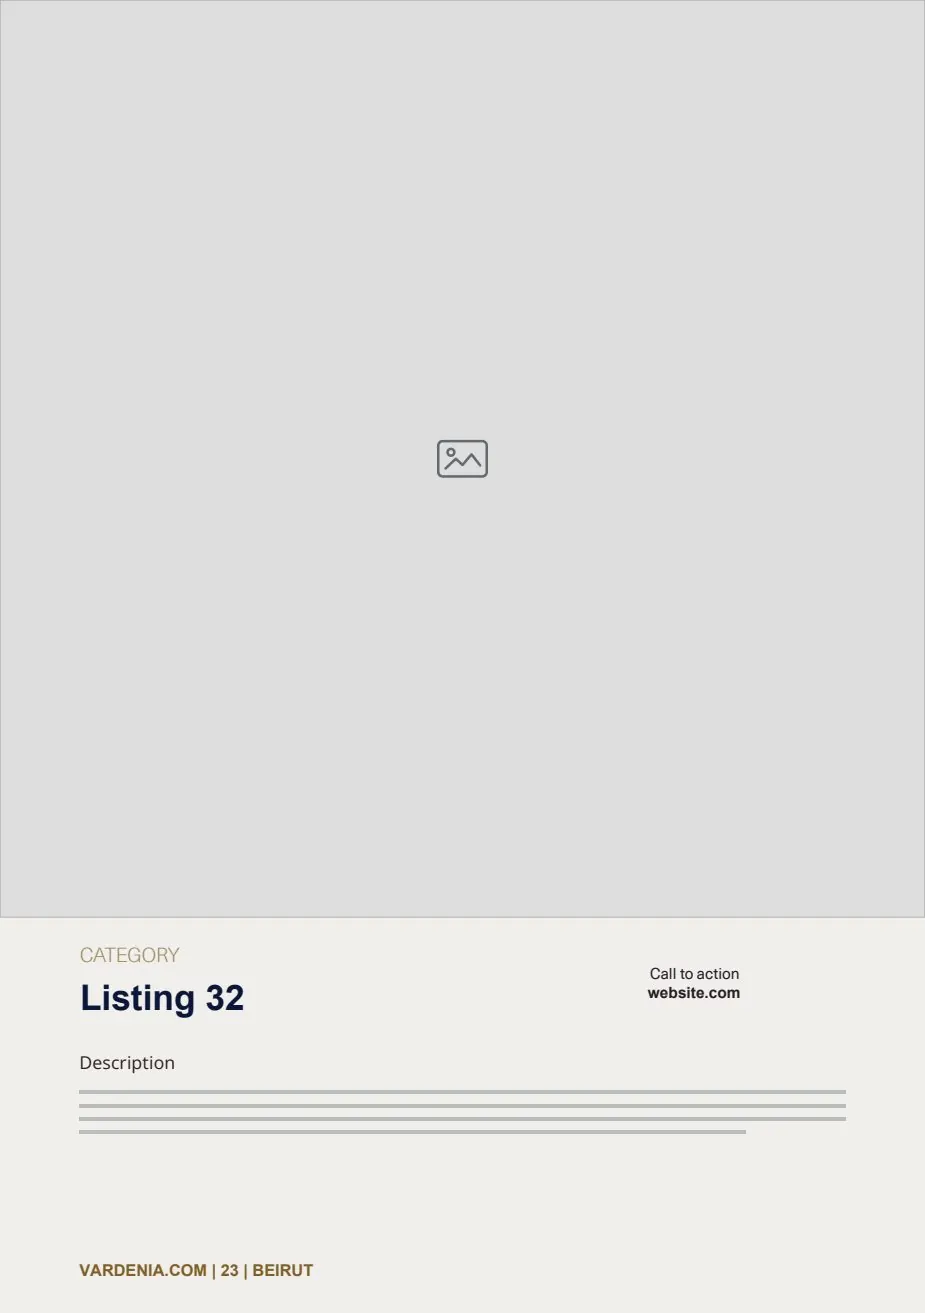 CATEGORY
Listing 32
Call to action
website.com
Description
VARDENIA.COM | 23 | BEIRUT